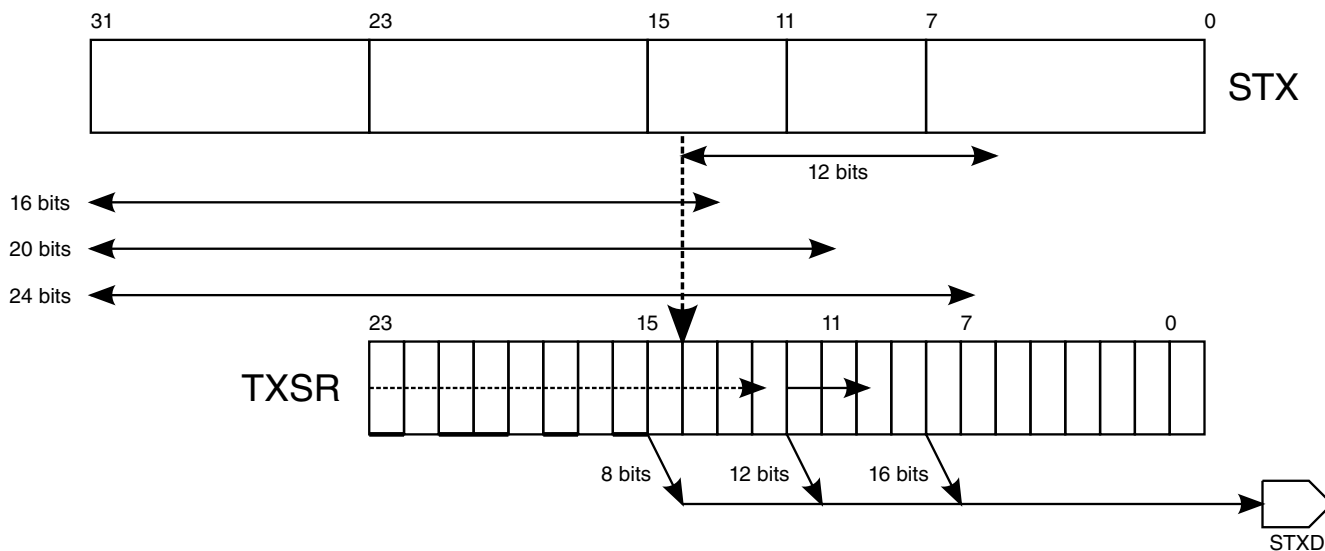 31 23 15 11 7 0
STX
12 bits
16 bits
20 bits
24 bits
23 15 11 7 0
TXSR
8 bits 12 bits 16 bits
STXD